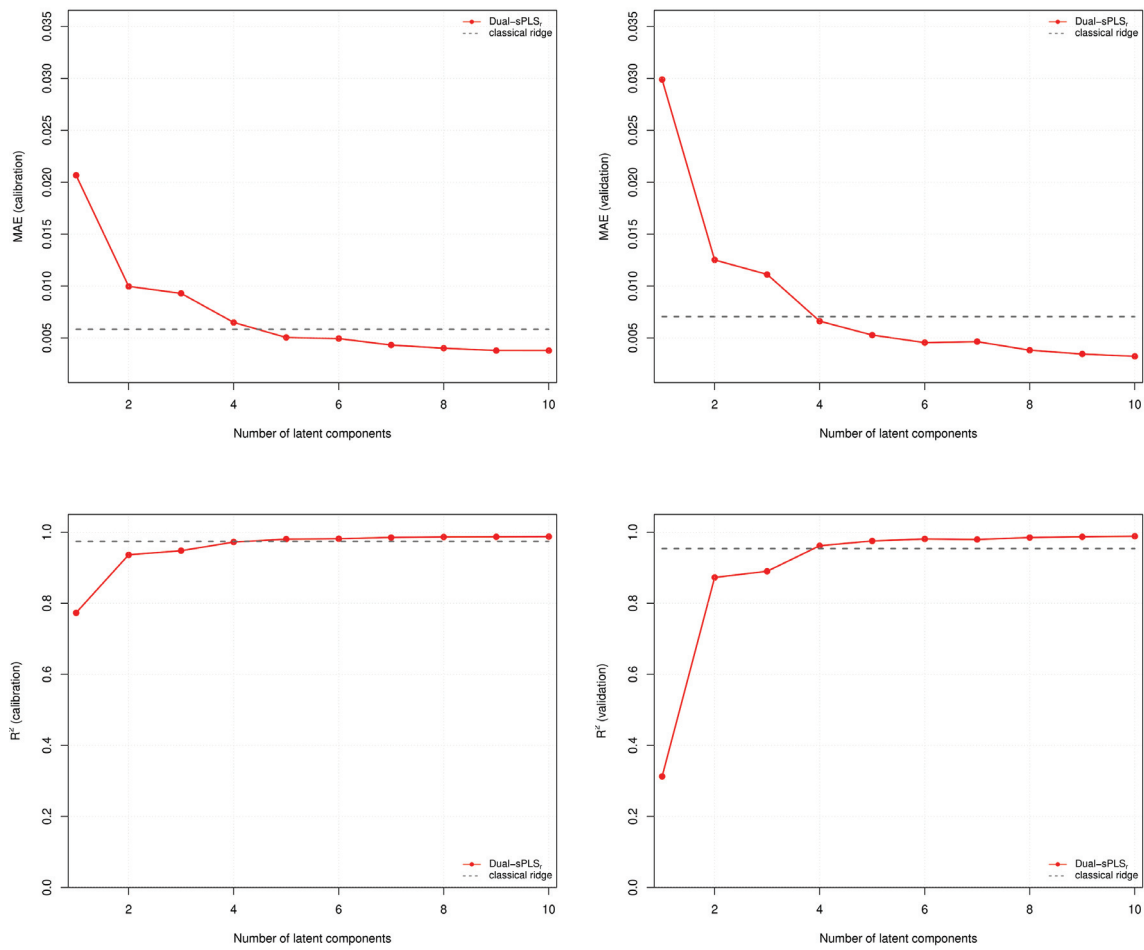 Dual−sPLSr
classical ridge
0.035
0.030
0.025
0.020
0.015
0.010
0.005
MAE (calibration)
2 4 6 8 10
Number of latent components
Dual−sPLSr
classical ridge
0.035
0.030
0.025
0.020
0.015
0.010
0.005
MAE (validation)
2 4 6 8 10
Number of latent components
1.0
0.8
0.6
0.4
0.2
0.0
R² (calibration)
Dual−sPLSr
classical ridge
2 4 6 8 10
Number of latent components
1.0
0.8
0.6
0.4
0.2
0.0
R² (validation)
Dual−sPLSr
classical ridge
2 4 6 8 10
Number of latent components